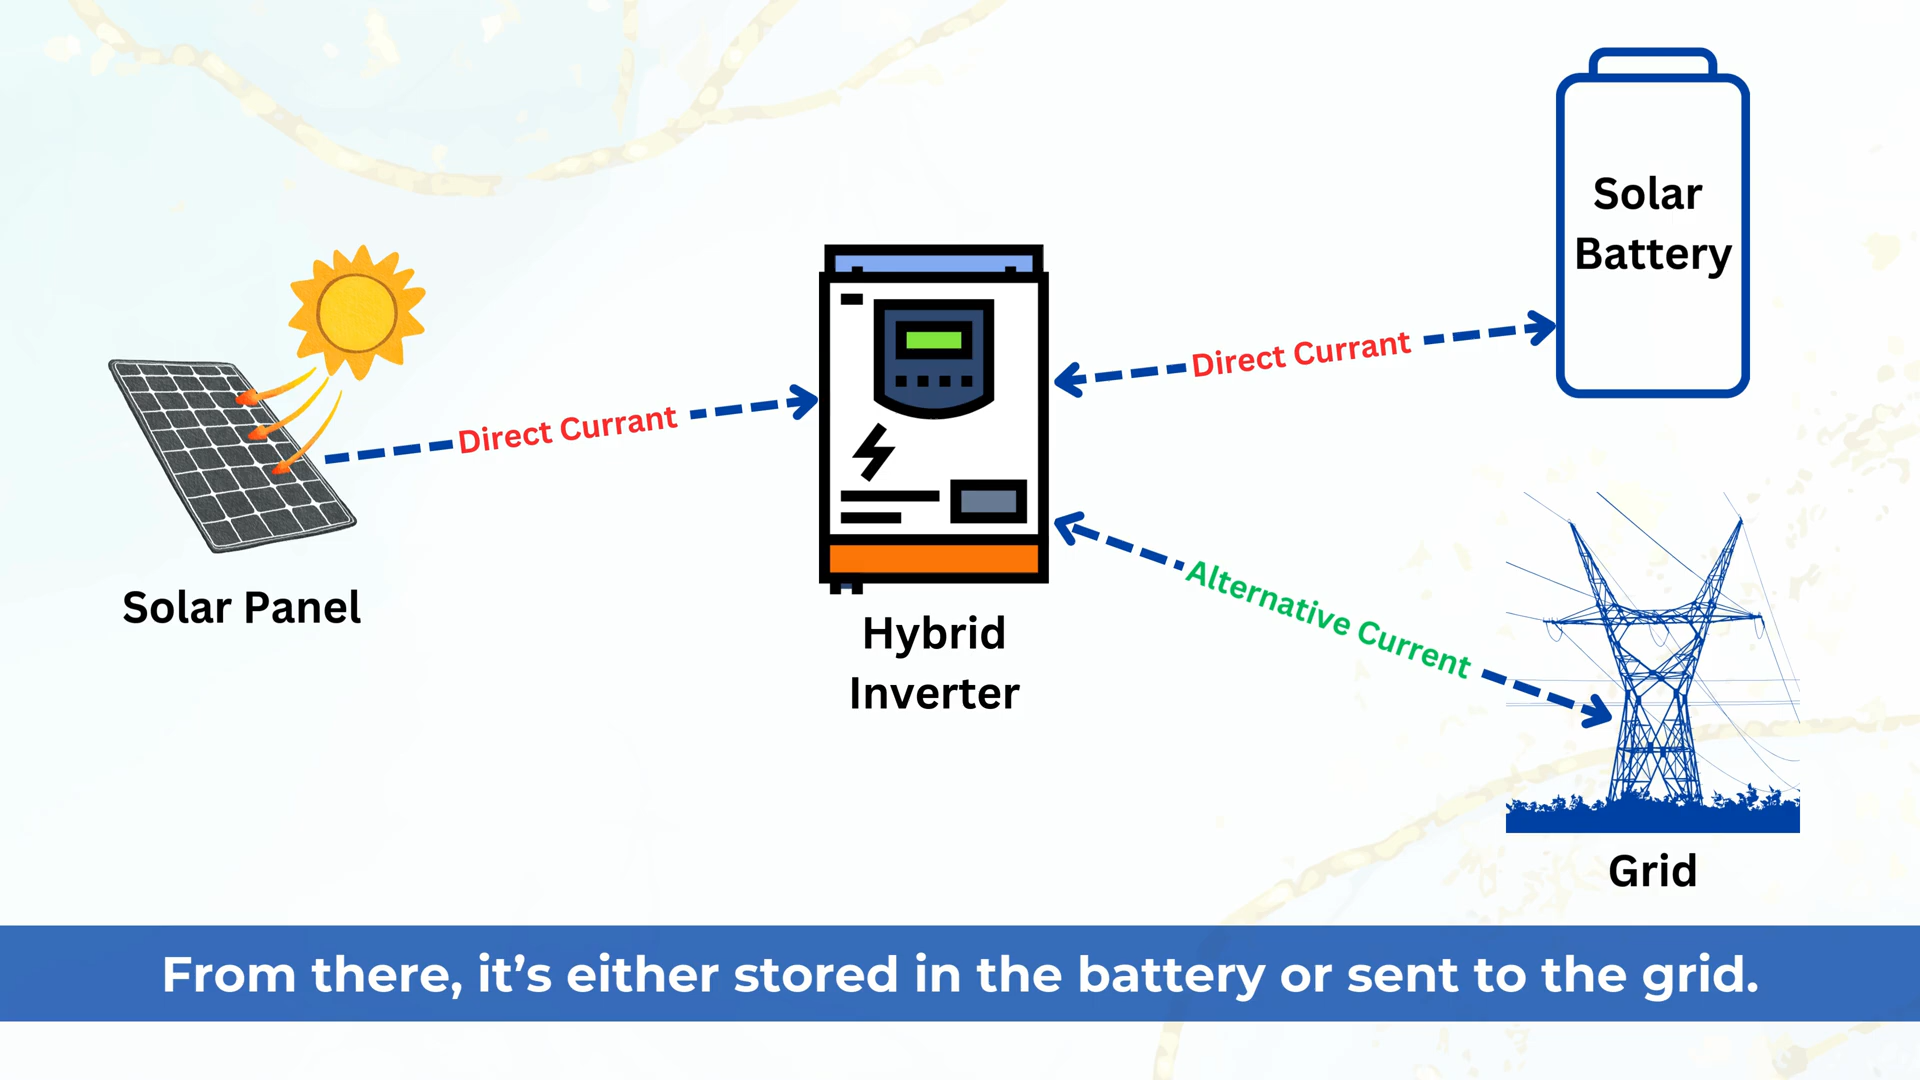 Solar
Battery
Direct Currant
Direct Currant
Alternative Current
Solar Panel
Hybrid
Inverter
Grid
From there, it’s either stored in the battery or sent to the grid.